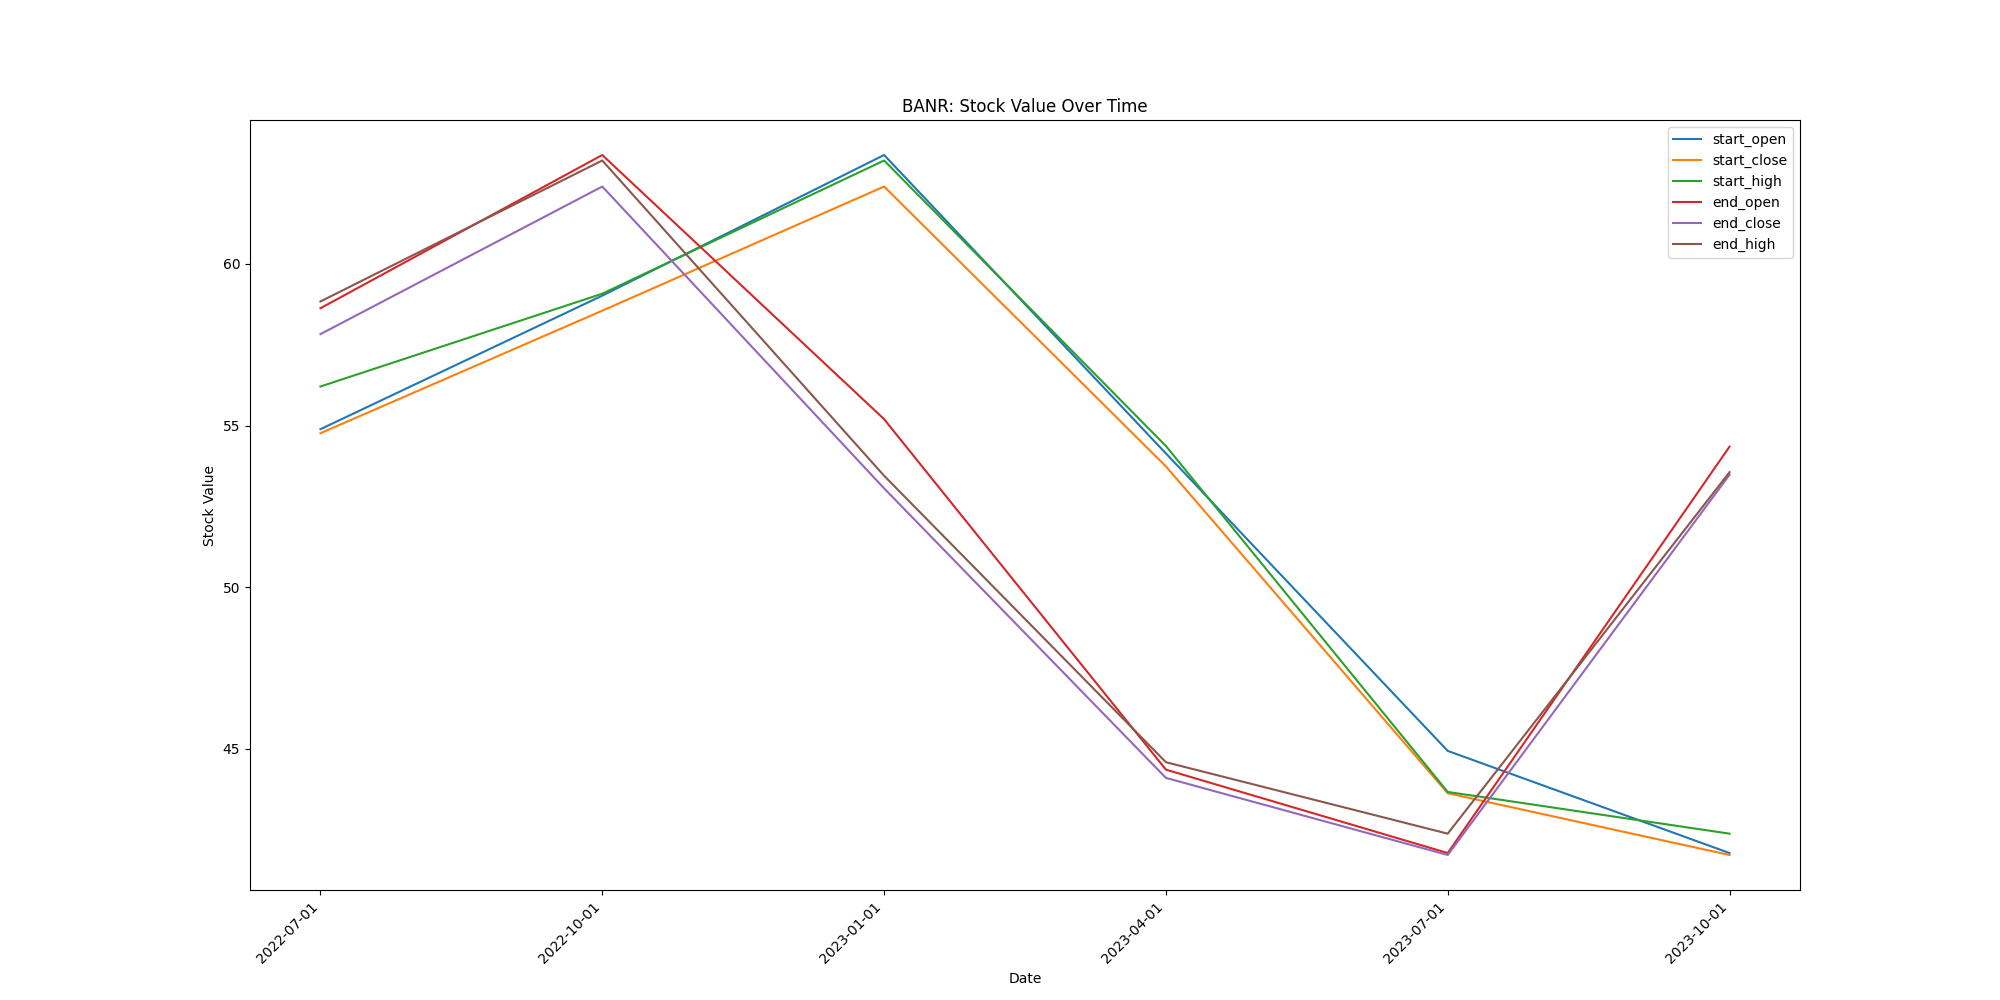 BANR: Stock Value Over Time
start_open
start_close
start_high
end_open
end_close
end_high
Stock Value
60
55
50
45
2022-07-01
2022-10-01
2023-01-01
2023-04-01
2023-07-01
2023-10-01
Date